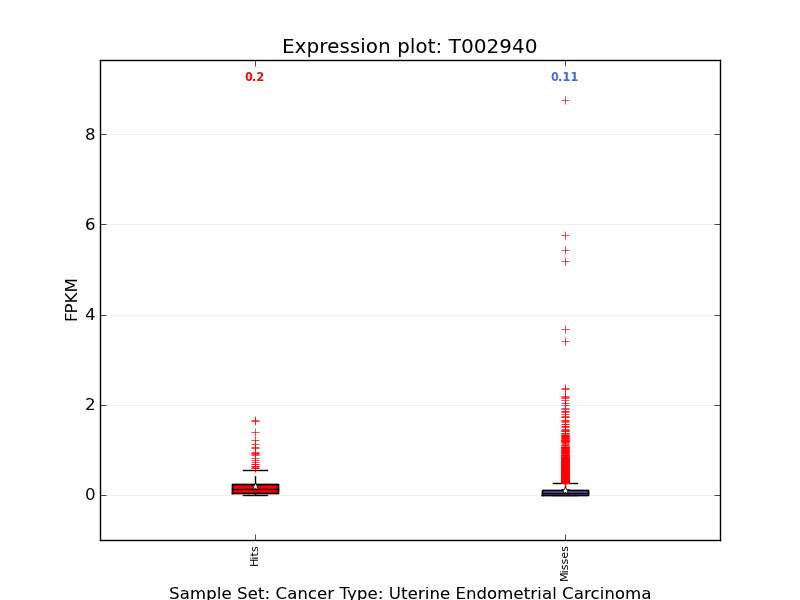 Expression plot: T002940
0.2
0.11
8
6
4
2
0
FPKM
Hits
Misses
Sample Set: Cancer Type: Uterine Endometrial Carcinoma